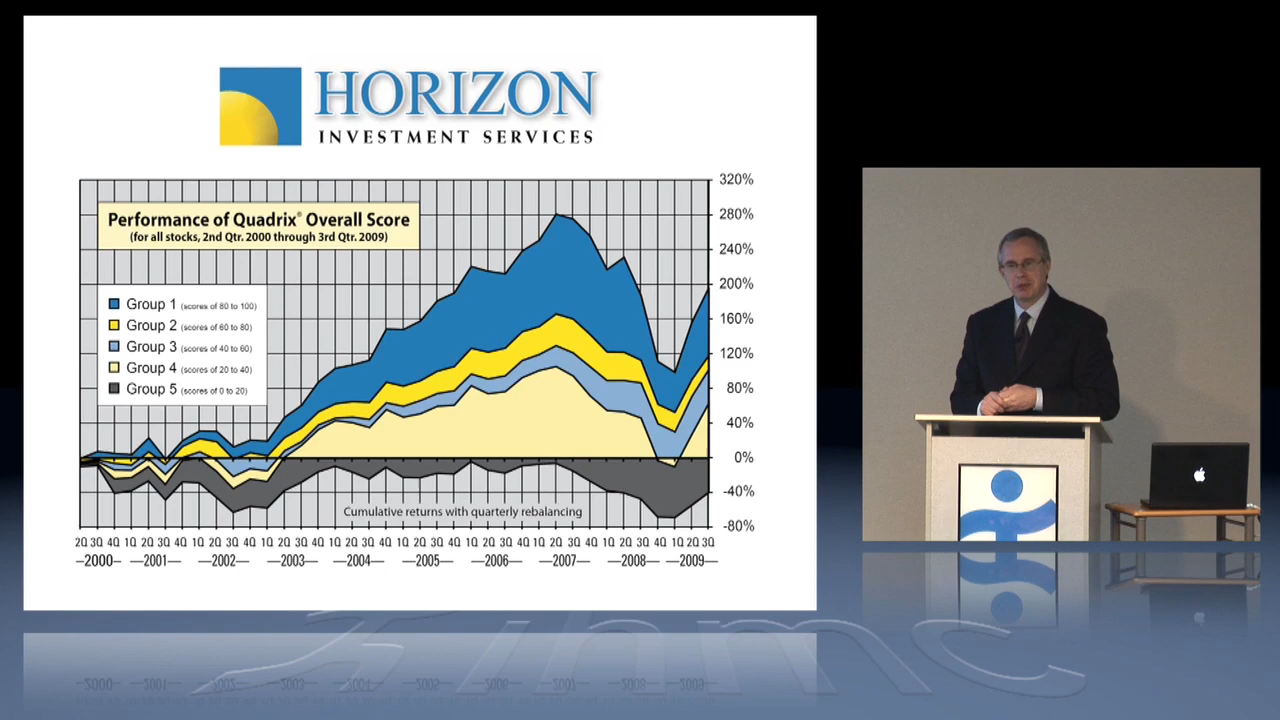 HORIZON
INVESTMENT SERVICES
Performance of Quadrix® Overall Score
(for all stocks, 2nd Qtr. 2000 through 3rd Qtr. 2009)
Group 1 (scores of 80 to 100)
Group 2 (scores of 60 to 80)
Group 3 (scores of 40 to 60)
Group 4 (scores of 20 to 40)
Group 5 (scores of 0 to 20)
320%
280%
240%
200%
160%
120%
80%
40%
0%
-40%
-80%
Cumulative returns with quarterly rebalancing
2Q 3Q 4Q 1Q 2Q 3Q 4Q 1Q 2Q 3Q 4Q 1Q 2Q 3Q 4Q 1Q 2Q 3Q 4Q 1Q 2Q 3Q 4Q 1Q 2Q 3Q 4Q 1Q 2Q 3Q 4Q 1Q 2Q 3Q 4Q 1Q 2Q 3Q
—2000— —2001— —2002— —2003— —2004— —2005— —2006— —2007— —2008— —2009—
ihmc